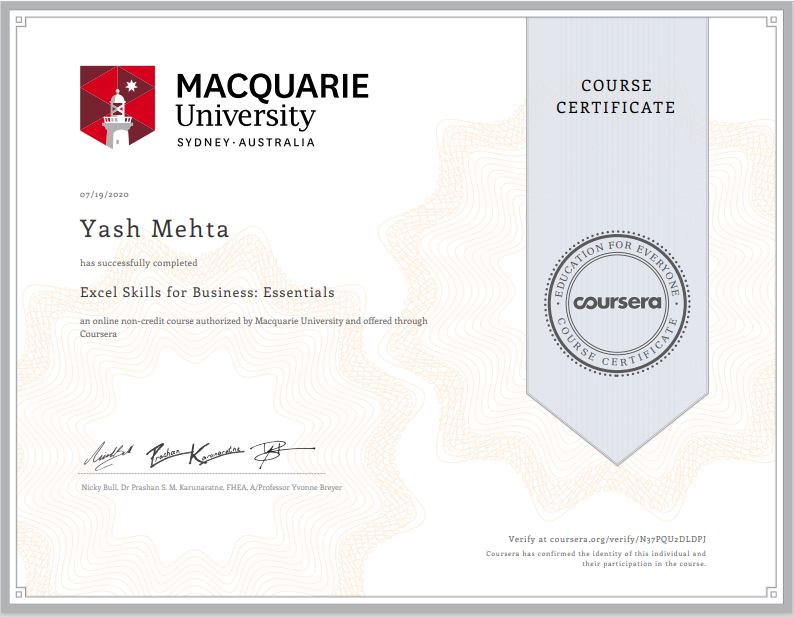 MACQUARIE
University
SYDNEY·AUSTRALIA
COURSE
CERTIFICATE
07/19/2020
Yash Mehta
has successfully completed
Excel Skills for Business: Essentials
an online non-credit course authorized by Macquarie University and offered through
Coursera
EDUCATION FOR EVERYONE
coursera
COURSE CERTIFICATE
Prashan Karunaratne
Nicky Bull, Dr Prashan S. M. Karunaratne, FHEA, A/Professor Yvonne Breyer
Verify at coursera.org/verify/N37PQU2DLDPJ
Coursera has confirmed the identity of this individual and
their participation in the course.